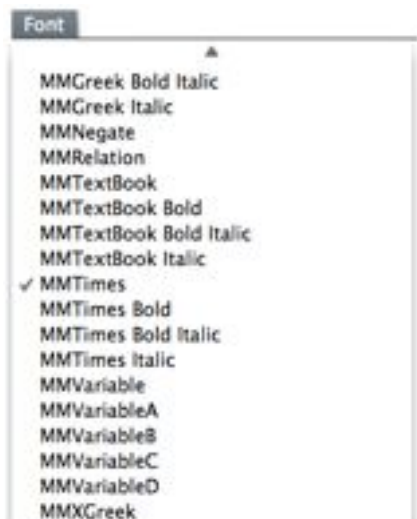 Font
MMGreek Bold Italic
MMGreek Italic
MMNegate
MMRelation
MMTextBook
MMTextBook Bold
MMTextBook Bold Italic
MMTextBook Italic
MMTimes
MMTimes Bold
MMTimes Bold Italic
MMTimes Italic
MMVariable
MMVariableA
MMVariableB
MMVariableC
MMVariableD
MMXGreek